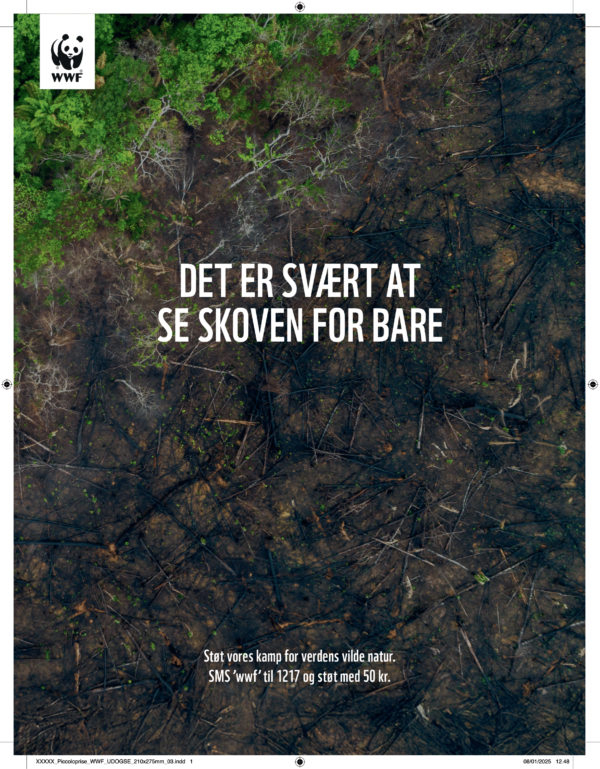 WWF
DET ER SVÆRT AT
SE SKOVEN FOR BARE
Støt vores kamp for verdens vilde natur.
SMS ’wwf’ til 1217 og støt med 50 kr.
XXXXX_Piccoloprise_WWF_UDOGSE_210x275mm_03.indd 1
08/01/2025 12.49